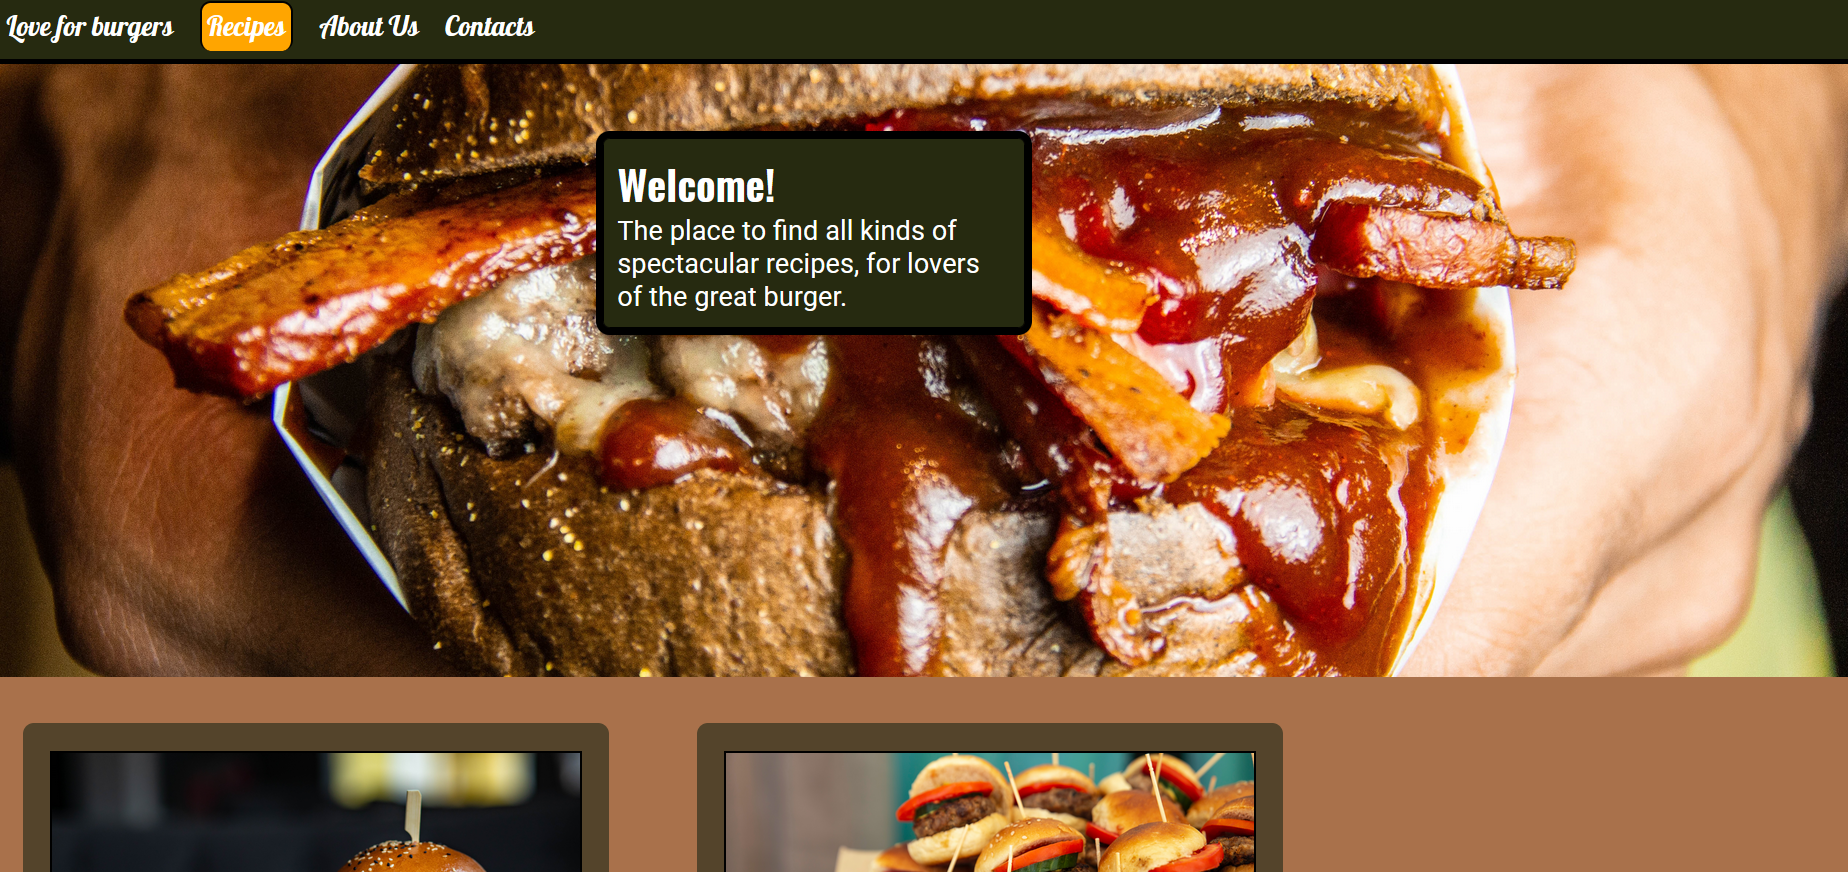 Love for burgers Recipes About Us Contacts
Welcome!
The place to find all kinds of
spectacular recipes, for lovers
of the great burger.